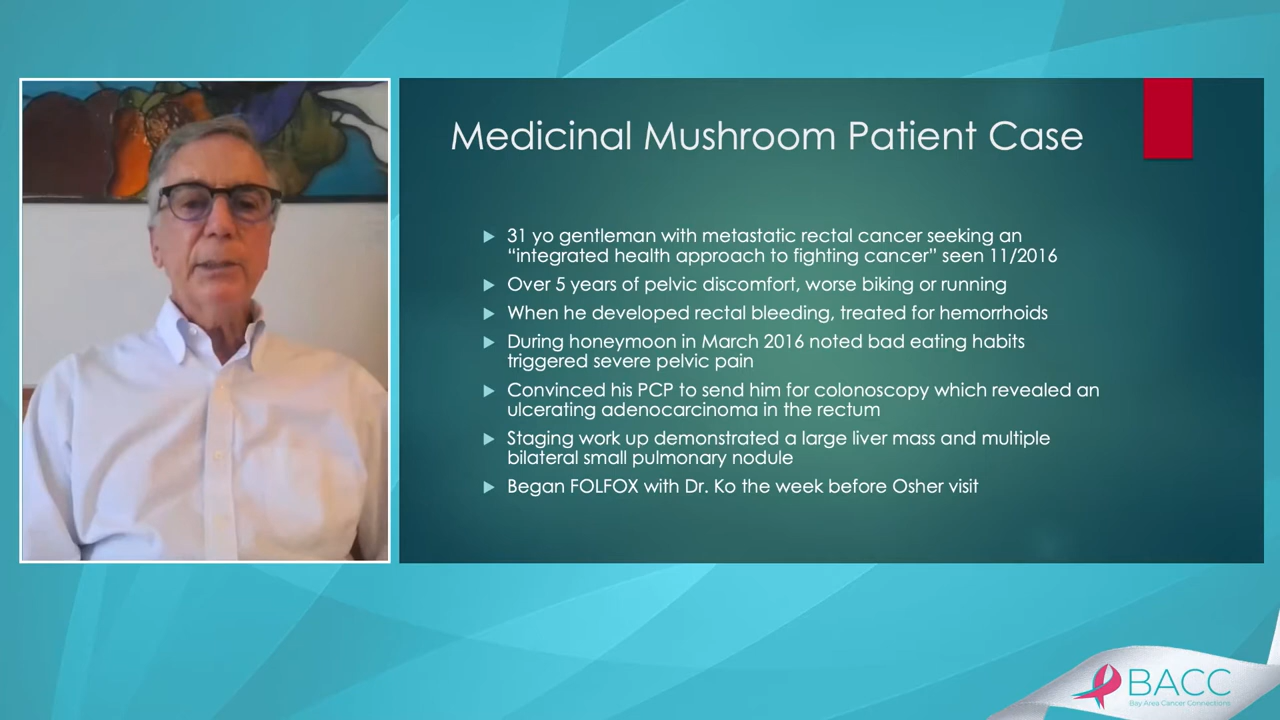 Medicinal Mushroom Patient Case
31 yo gentleman with metastatic rectal cancer seeking an
“integrated health approach to fighting cancer” seen 11/2016
Over 5 years of pelvic discomfort, worse biking or running
When he developed rectal bleeding, treated for hemorrhoids
During honeymoon in March 2016 noted bad eating habits
triggered severe pelvic pain
Convinced his PCP to send him for colonoscopy which revealed an
ulcerating adenocarcinoma in the rectum
Staging work up demonstrated a large liver mass and multiple
bilateral small pulmonary nodule
Began FOLFOX with Dr. Ko the week before Osher visit
BACC
Bay Area Cancer Connections